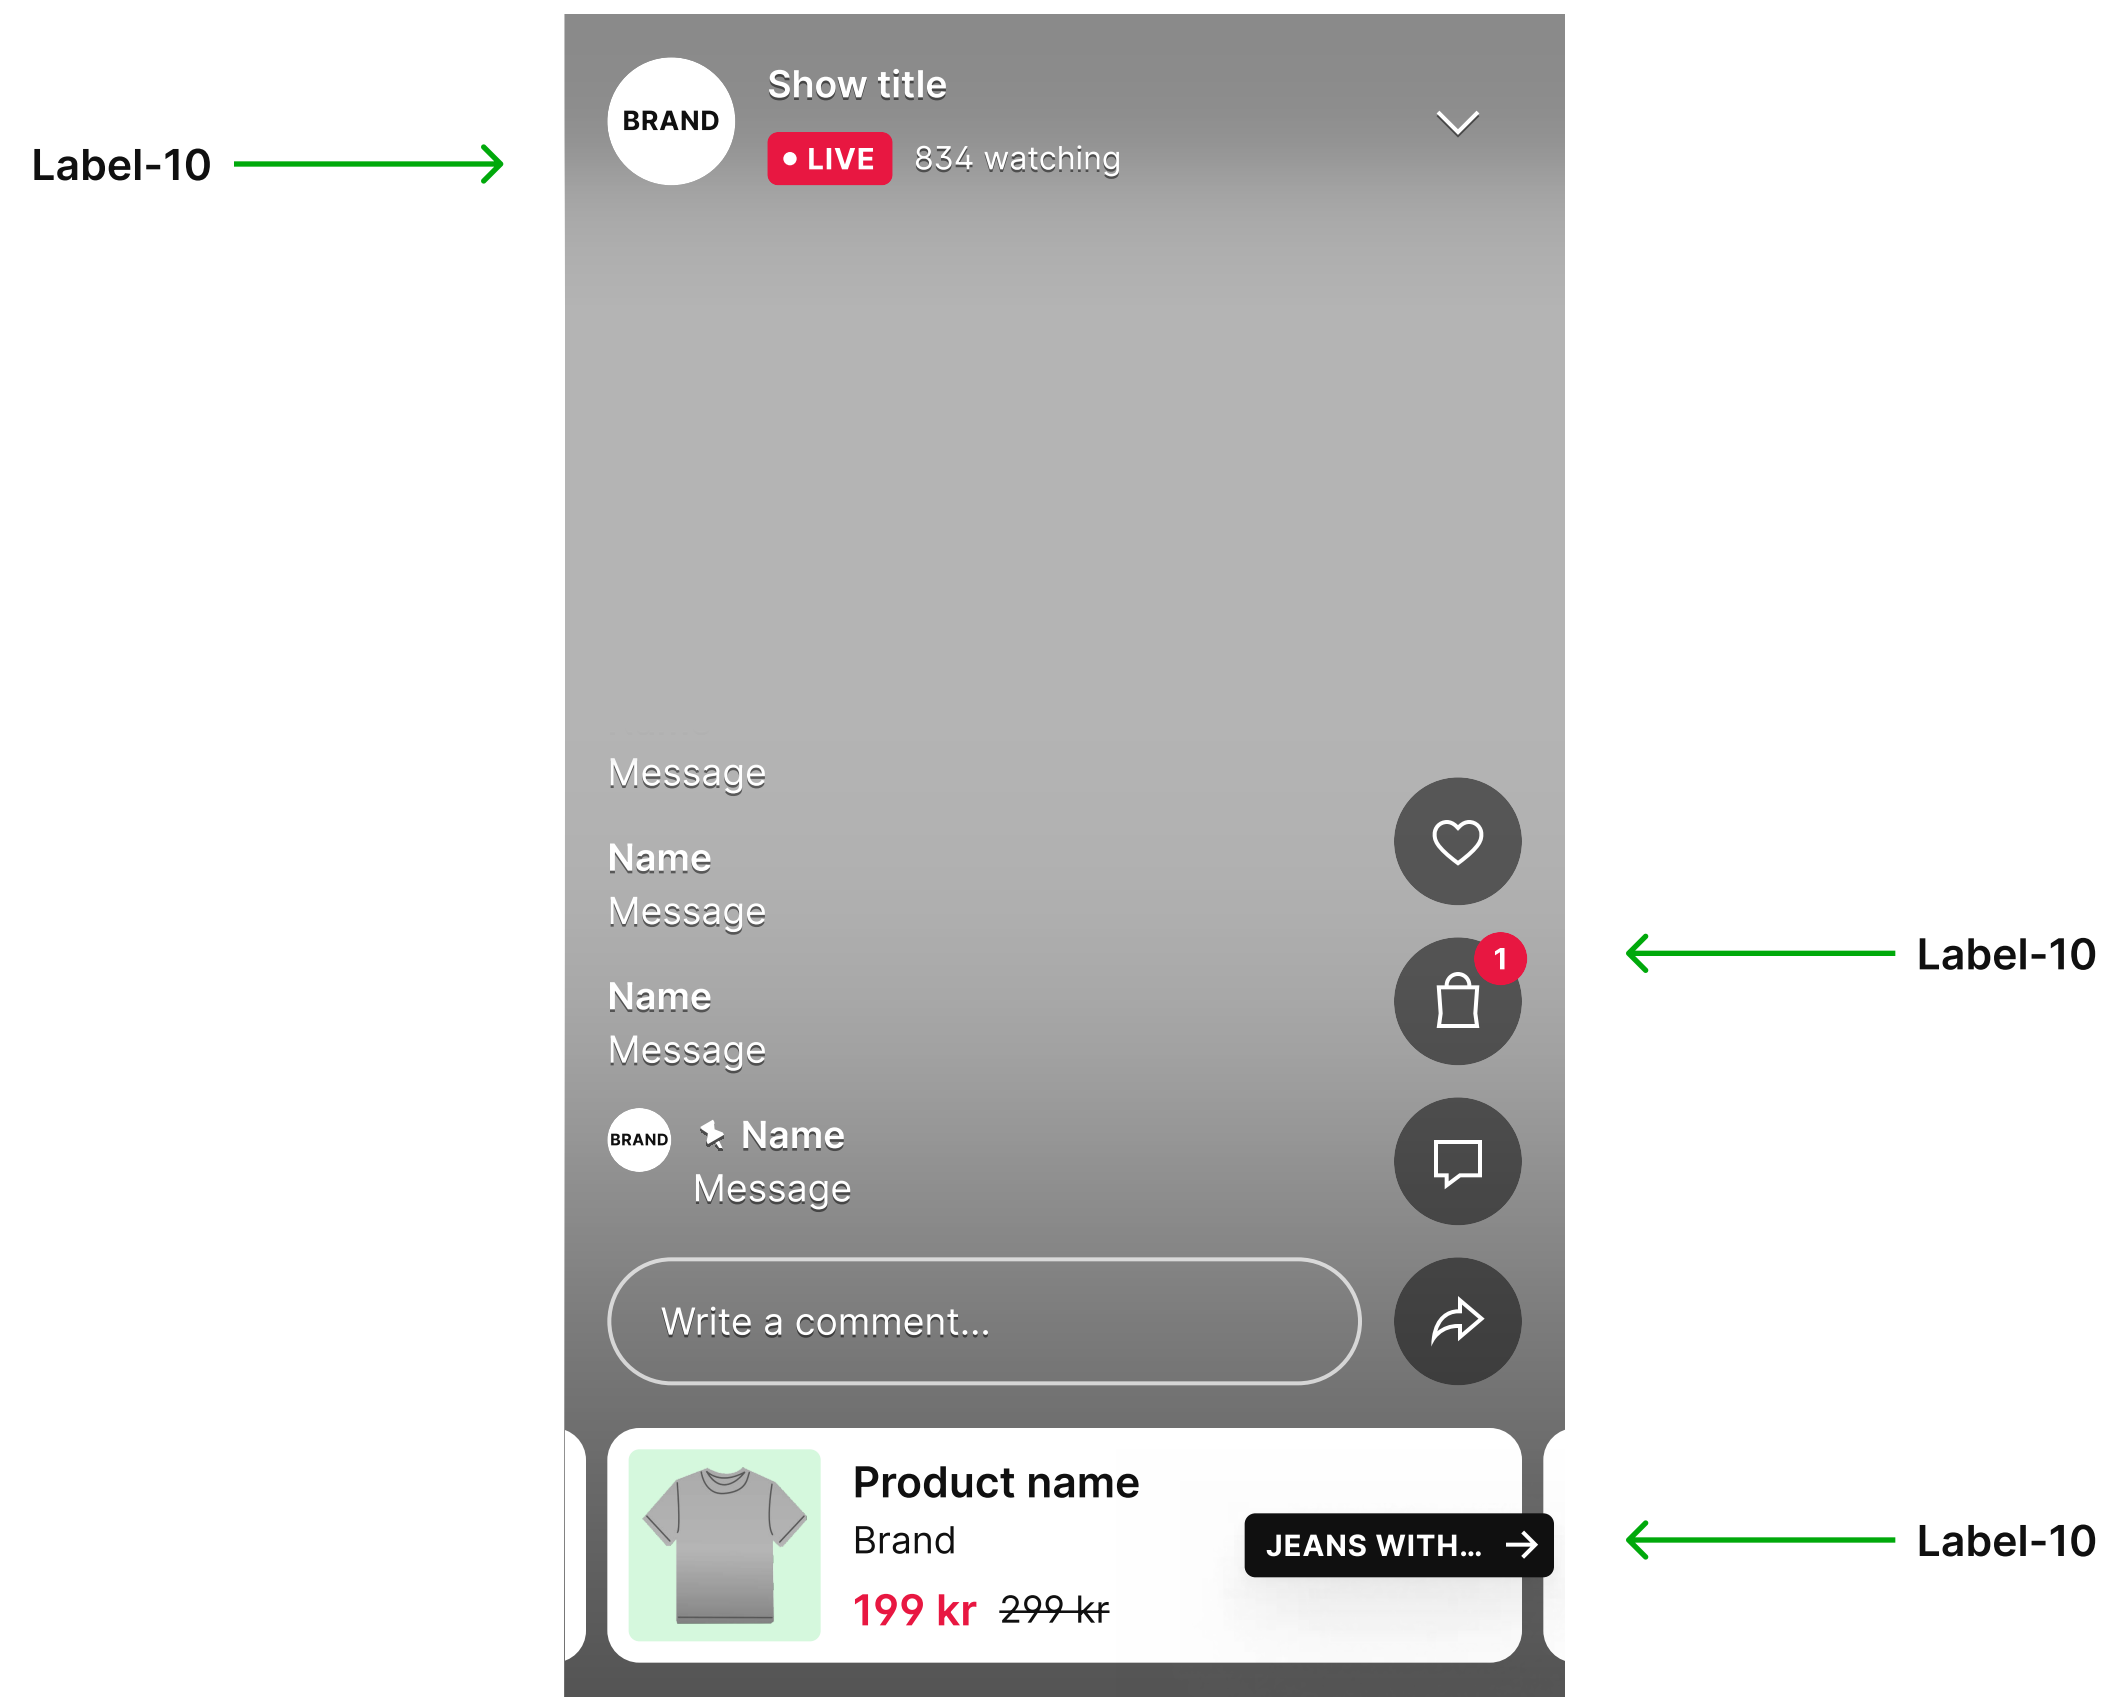 Show title
BRAND
LIVE 834 watching
Label-10
Message
Name
Message
Label-10
1
Name
Message
BRAND
Name
Message
Write a comment...
Product name
Brand
JEANS WITH...
Label-10
199 kr 299 kr